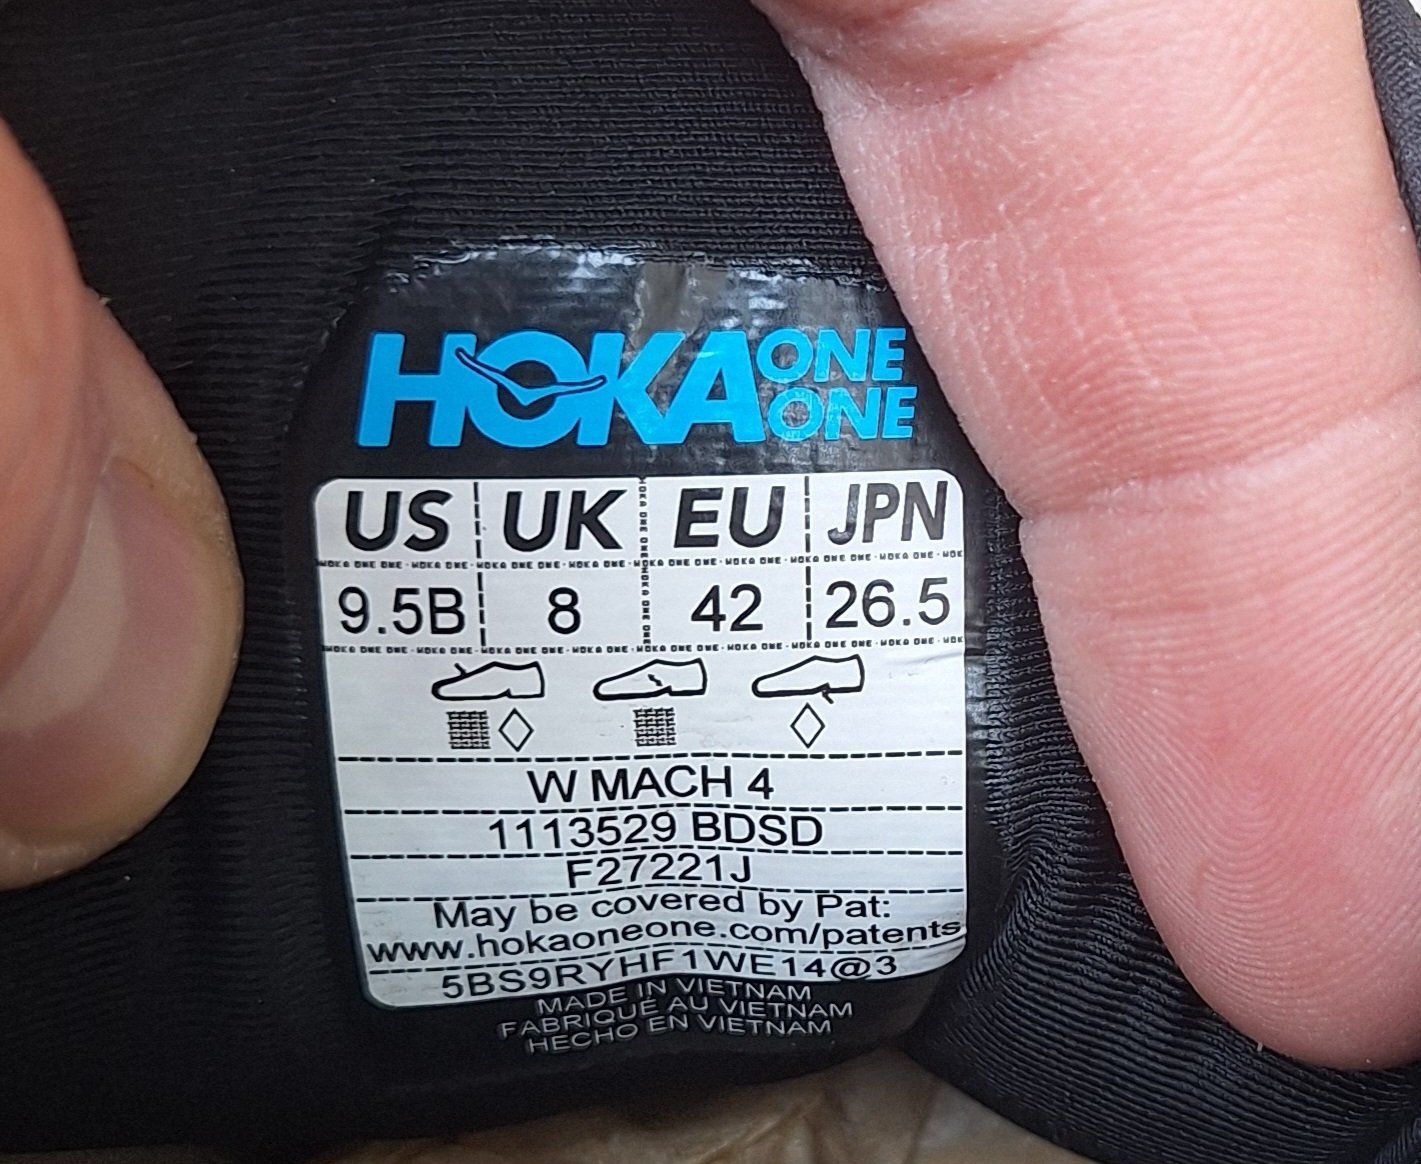 HOKA ONE ONE
US UK EU JPN
9.5B 8 42 26.5
W MACH 4
1113529 BDSD
F27221J
May be covered by Pat:
www.hokaoneone.com/patents
5BS9RYHF1WE14@3
MADE IN VIETNAM
FABRIQUÉ AU VIETNAM
HECHO EN VIETNAM